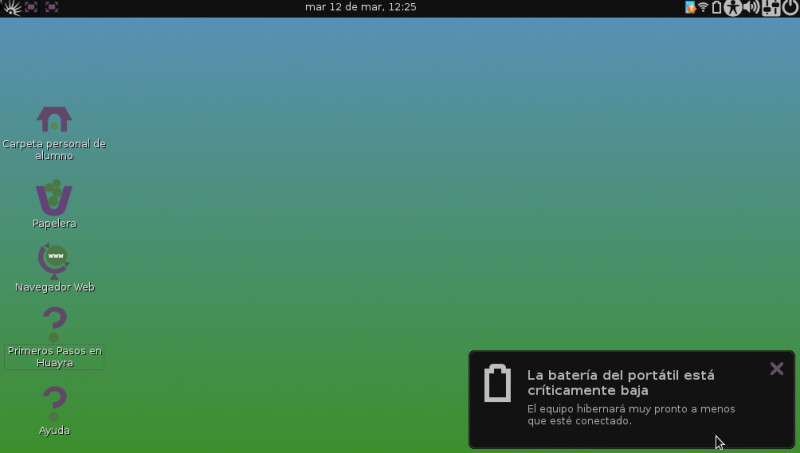 mar 12 de mar, 12:25
Carpeta personal de
alumno
Papelera
www
Navegador Web
Primeros Pasos en
Huayra
Ayuda
La batería del portátil está
críticamente baja
El equipo hibernará muy pronto a menos
que esté conectado.